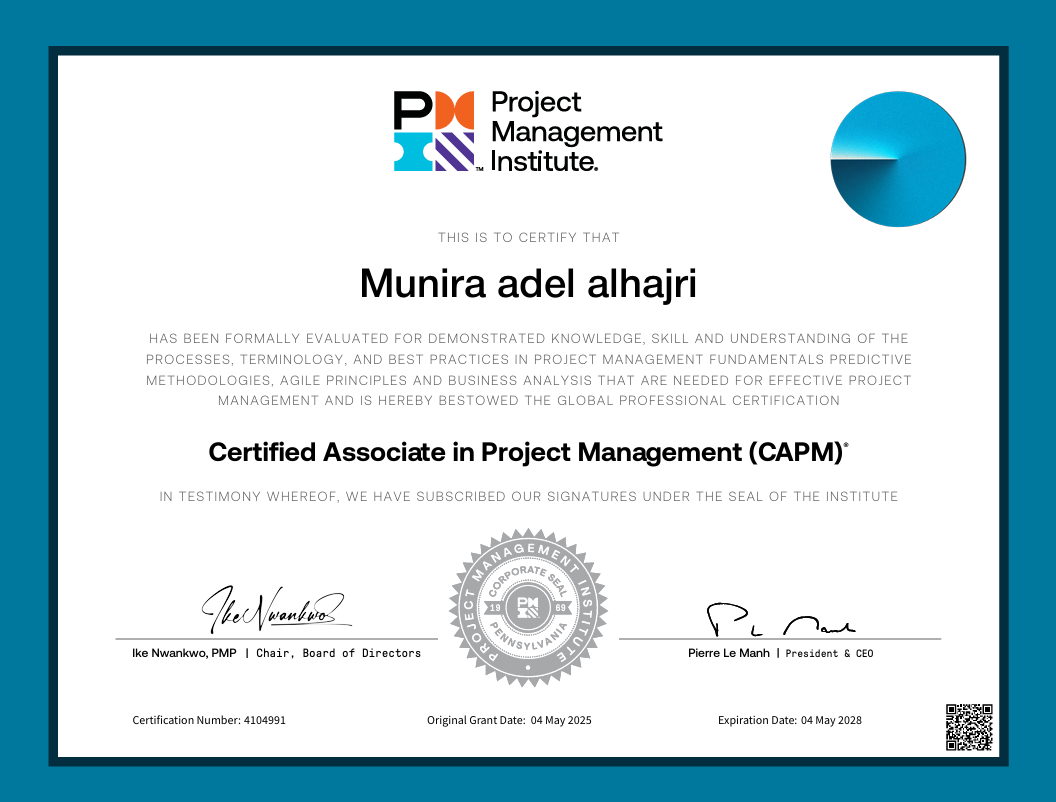 PM
™
Project
Management
Institute.
THIS IS TO CERTIFY THAT
Munira adel alhajri
HAS BEEN FORMALLY EVALUATED FOR DEMONSTRATED KNOWLEDGE, SKILL AND UNDERSTANDING OF THE
PROCESSES, TERMINOLOGY, AND BEST PRACTICES IN PROJECT MANAGEMENT FUNDAMENTALS PREDICTIVE
METHODOLOGIES, AGILE PRINCIPLES AND BUSINESS ANALYSIS THAT ARE NEEDED FOR EFFECTIVE PROJECT
MANAGEMENT AND IS HEREBY BESTOWED THE GLOBAL PROFESSIONAL CERTIFICATION
Certified Associate in Project Management (CAPM)®
IN TESTIMONY WHEREOF, WE HAVE SUBSCRIBED OUR SIGNATURES UNDER THE SEAL OF THE INSTITUTE
Ike Nwankwo
PROJECT MANAGEMENT INSTITUTE
CORPORATE SEAL
19 69
PENNSYLVANIA
Ike Nwankwo, PMP | Chair, Board of Directors
Pierre Le Manh | President & CEO
Certification Number: 4104991
Original Grant Date: 04 May 2025
Expiration Date: 04 May 2028